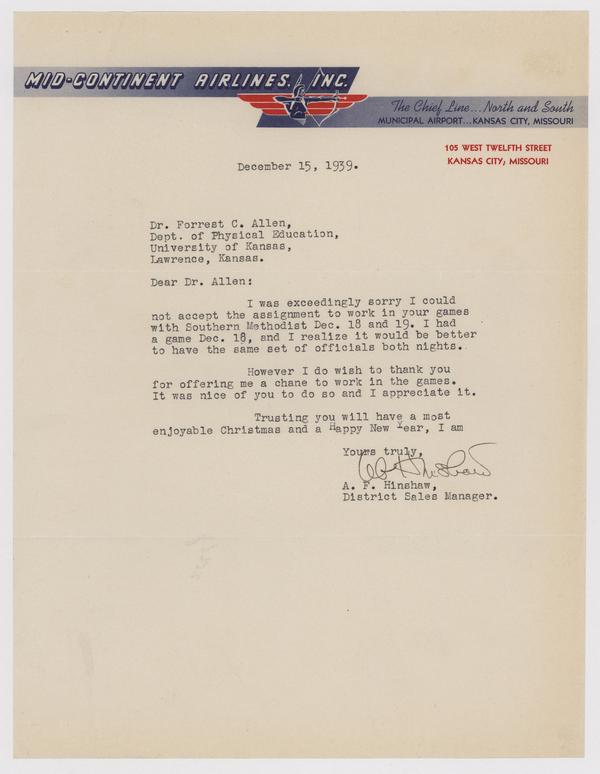 MID-CONTINENT AIRLINES, INC.
The Chief Line...North and South
MUNICIPAL AIRPORT...KANSAS CITY, MISSOURI
105 WEST TWELFTH STREET
KANSAS CITY, MISSOURI
December 15, 1939.
Dr. Forrest C. Allen,
Dept. of Physical Education,
University of Kansas,
Lawrence, Kansas.
Dear Dr. Allen:
I was exceedingly sorry I could
not accept the assignment to work in your games
with Southern Methodist Dec. 18 and 19. I had
a game Dec. 18, and I realize it would be better
to have the same set of officials both nights.
However I do wish to thank you
for offering me a chane to work in the games.
It was nice of you to do so and I appreciate it.
Trusting you will have a most
enjoyable Christmas and a Happy New Year, I am
Yours truly,
A. F. Hinshaw,
District Sales Manager.